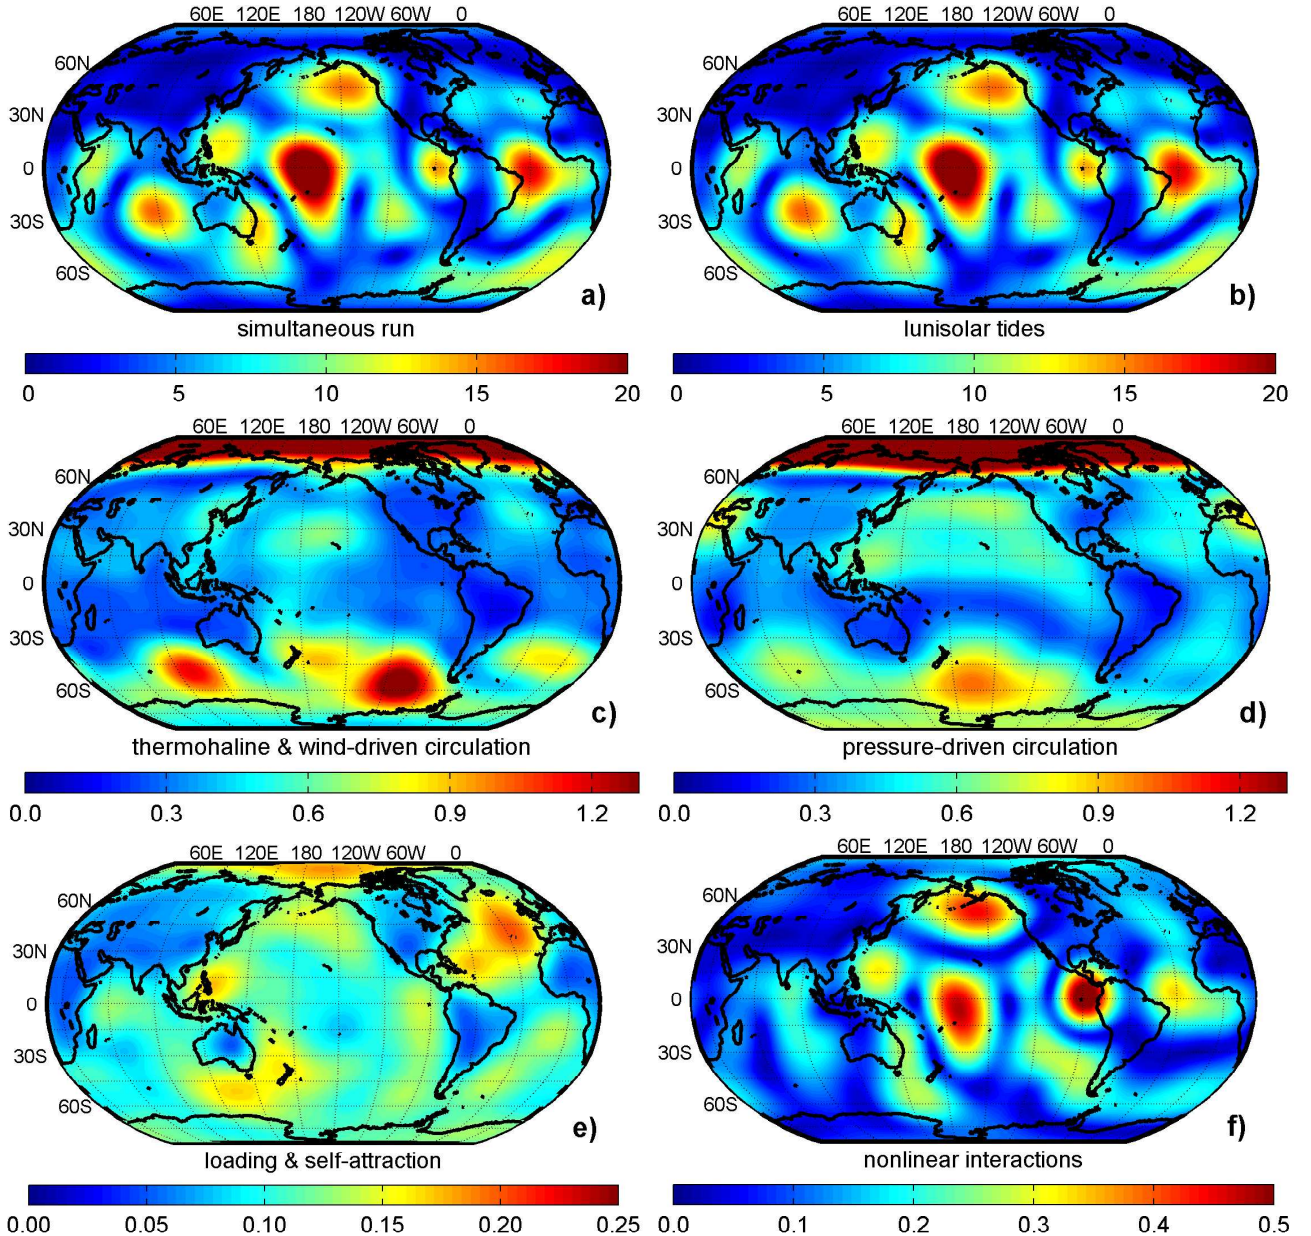 60E 120E 180 120W 60W 0
60N
30N
0
30S
60S
a)
simultaneous run
0 5 10 15 20
60E 120E 180 120W 60W 0
60N
30N
0
30S
60S
b)
lunisolar tides
0 5 10 15 20
60E 120E 180 120W 60W 0
60N
30N
0
30S
60S
c)
thermohaline & wind-driven circulation
0.0 0.3 0.6 0.9 1.2
60E 120E 180 120W 60W 0
60N
30N
0
30S
60S
d)
pressure-driven circulation
0.0 0.3 0.6 0.9 1.2
60E 120E 180 120W 60W 0
60N
30N
0
30S
60S
e)
loading & self-attraction
0.00 0.05 0.10 0.15 0.20 0.25
60E 120E 180 120W 60W 0
60N
30N
0
30S
60S
f)
nonlinear interactions
0.0 0.1 0.2 0.3 0.4 0.5